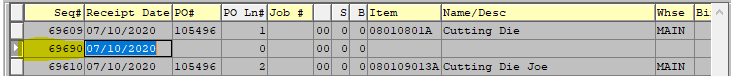 Seq# Receipt Date PO# PO Ln# Job # S B Item Name/Desc Whse Bi
69609 07/10/2020 105496 1 00 0 0 08010801A Cutting Die MAIN
69690 07/10/2020 0 00 0 0
69610 07/10/2020 105496 2 00 0 0 080109013A Cutting Die Joe MAIN